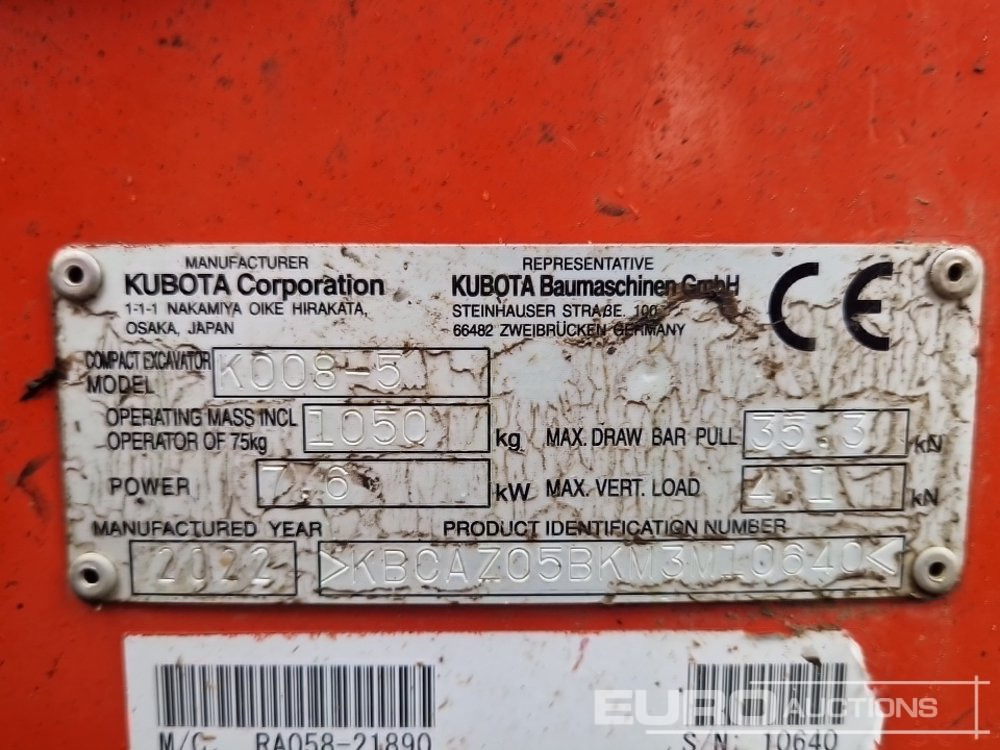 MANUFACTURER
KUBOTA Corporation
1-1-1 NAKAMIYA OIKE HIRAKATA,
OSAKA, JAPAN
REPRESENTATIVE
KUBOTA Baumaschinen GmbH
STEINHAUSER STRAßE. 100
66482 ZWEIBRÜCKEN GERMANY
CE
COMPACT EXCAVATOR
MODEL K008-5
OPERATING MASS INCL
OPERATOR OF 75kg 1050 kg
MAX. DRAW BAR PULL 35.3 kN
POWER 7.6 kW
MAX. VERT. LOAD 4.1 kN
MANUFACTURED YEAR
2022
PRODUCT IDENTIFICATION NUMBER
>KBCAZ05BKM3M10640<
M/C RA058-21890
S/N: 10640
EURO AUCTIONS